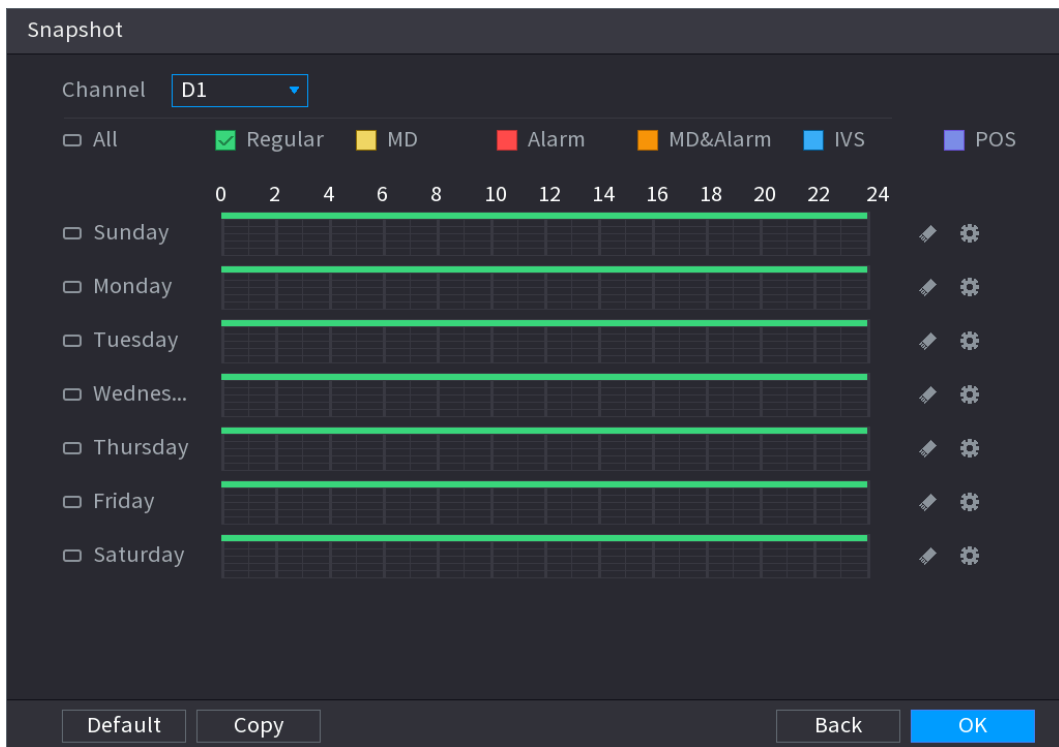 Snapshot
Channel D1
All Regular MD Alarm MD&Alarm IVS POS
0 2 4 6 8 10 12 14 16 18 20 22 24
Sunday
Monday
Tuesday
Wednes...
Thursday
Friday
Saturday
Default Copy Back OK